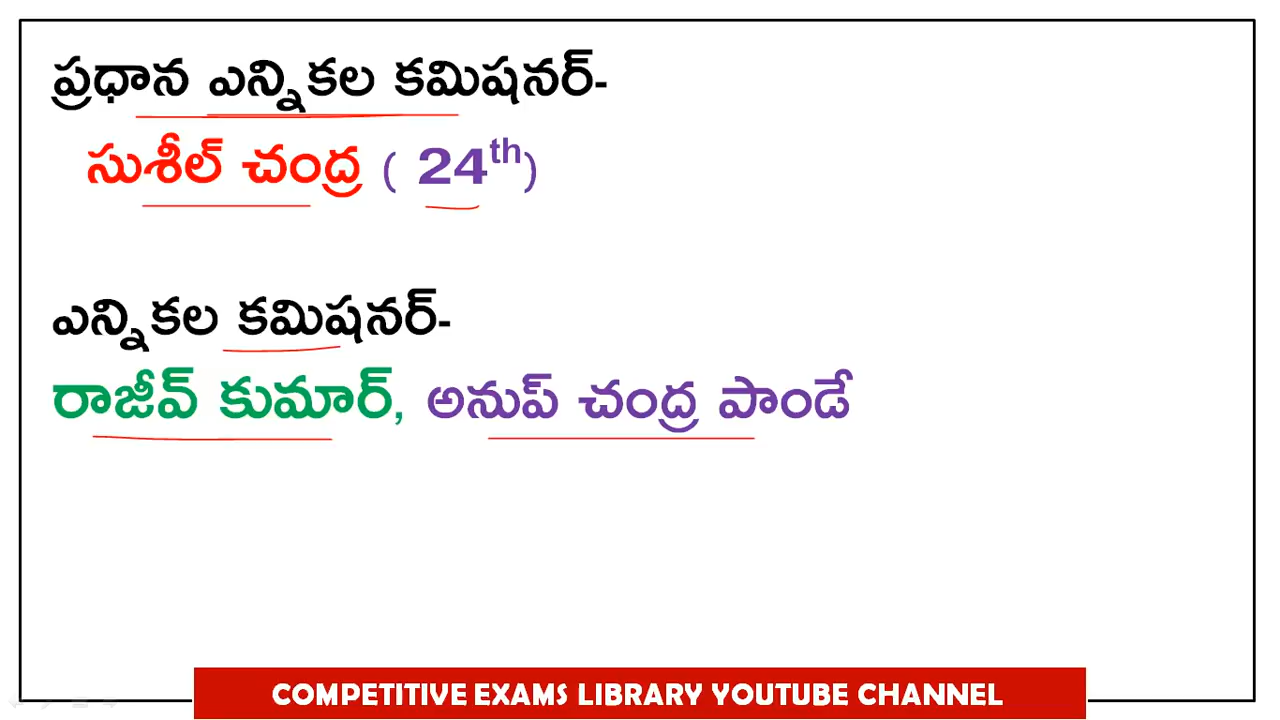 ప్రధాన ఎన్నికల కమిషనర్-
సుశీల్ చంద్ర ( 24th)
ఎన్నికల కమిషనర్-
రాజీవ్ కుమార్, అనుప్ చంద్ర పాండే
COMPETITIVE EXAMS LIBRARY YOUTUBE CHANNEL